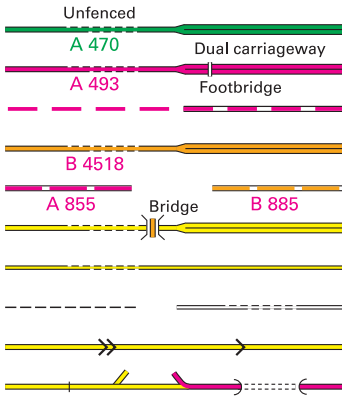 Unfenced
A 470
Dual carriageway
A 493
Footbridge
B 4518
A 855
Bridge
B 885